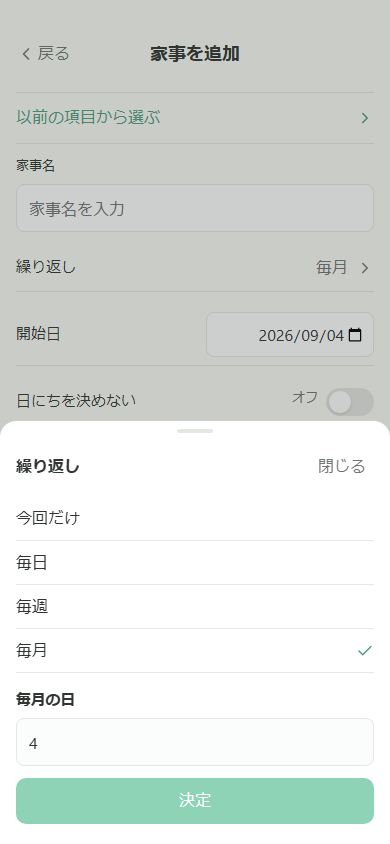 戻る
家事を追加
以前の項目から選ぶ
家事名
家事名を入力
繰り返し
毎月
開始日
2026/09/04
日にちを決めない
オフ
繰り返し
閉じる
今回だけ
毎日
毎週
毎月
毎月の日
4
決定